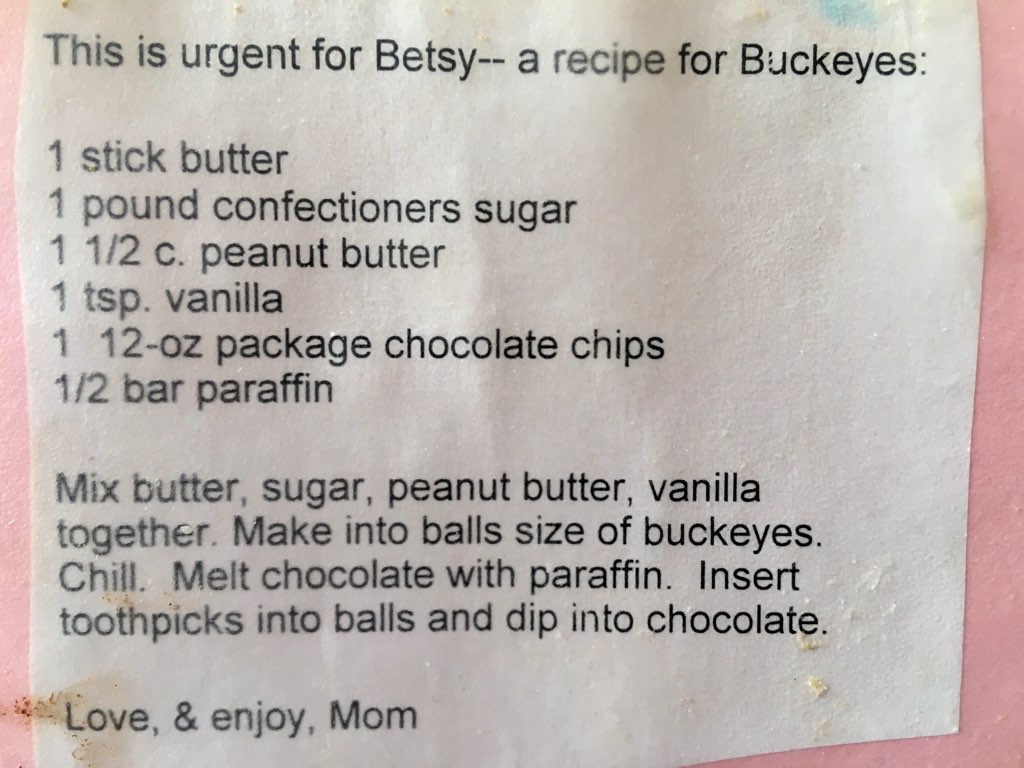 This is urgent for Betsy-- a recipe for Buckeyes:
1 stick butter
1 pound confectioners sugar
1 1/2 c. peanut butter
1 tsp. vanilla
1  12-oz package chocolate chips
1/2 bar paraffin
Mix butter, sugar, peanut butter, vanilla
together. Make into balls size of buckeyes.
Chill.  Melt chocolate with paraffin.  Insert
toothpicks into balls and dip into chocolate.
Love, & enjoy, Mom